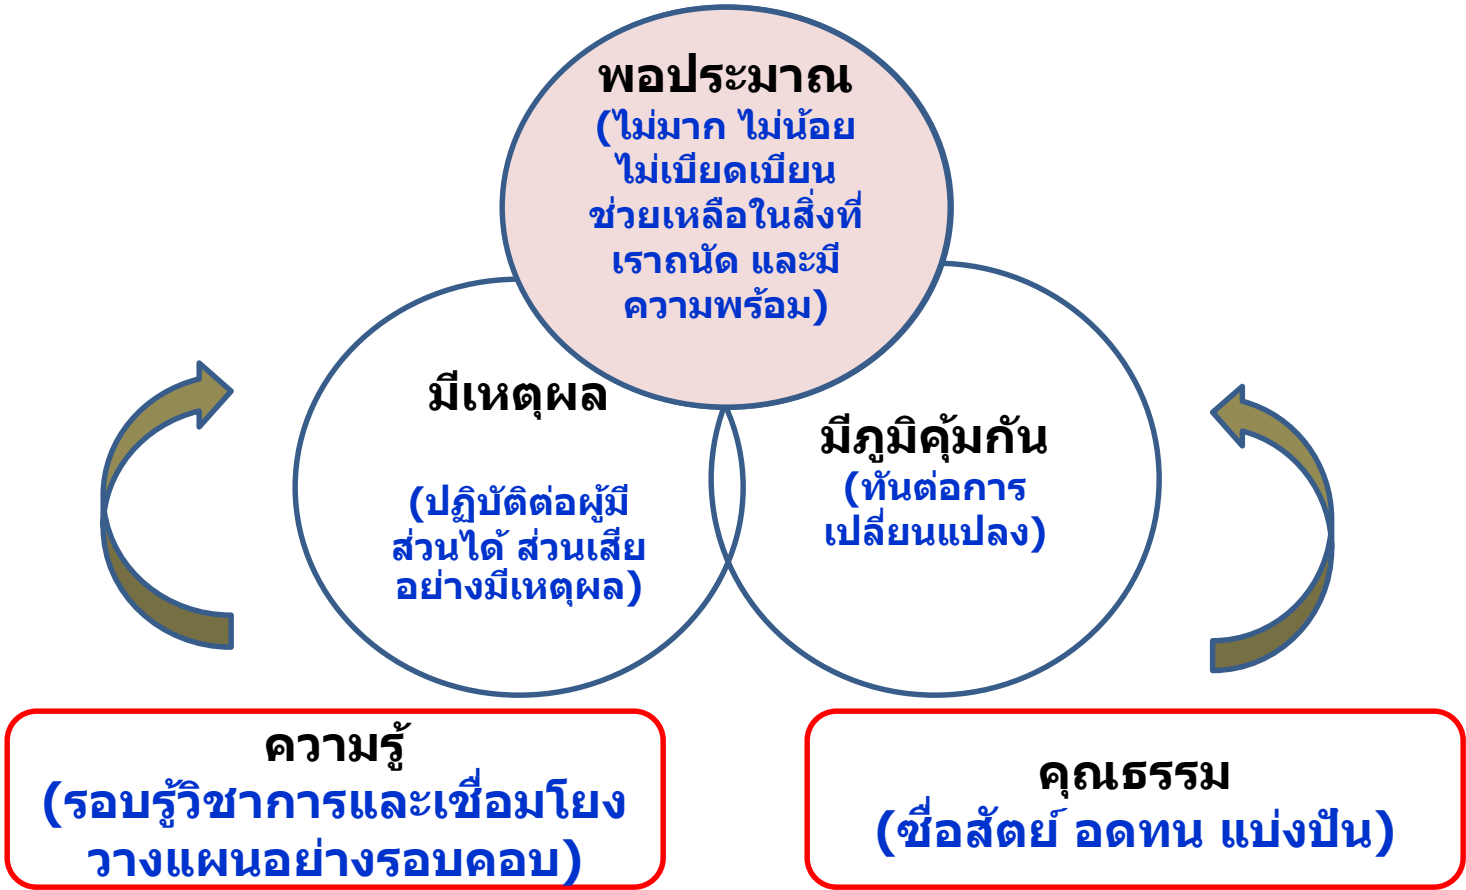 พอประมาณ
(ไม่มาก ไม่น้อย
ไม่เบียดเบียน
ช่วยเหลือในสิ่งที่
เราถนัด และมี
ความพร้อม)
มีเหตุผล
(ปฏิบัติต่อผู้มี
ส่วนได้ ส่วนเสีย
อย่างมีเหตุผล)
มีภูมิคุ้มกัน
(ทันต่อการ
เปลี่ยนแปลง)
ความรู้
(รอบรู้วิชาการและเชื่อมโยง
วางแผนอย่างรอบคอบ)
คุณธรรม
(ซื่อสัตย์ อดทน แบ่งปัน)